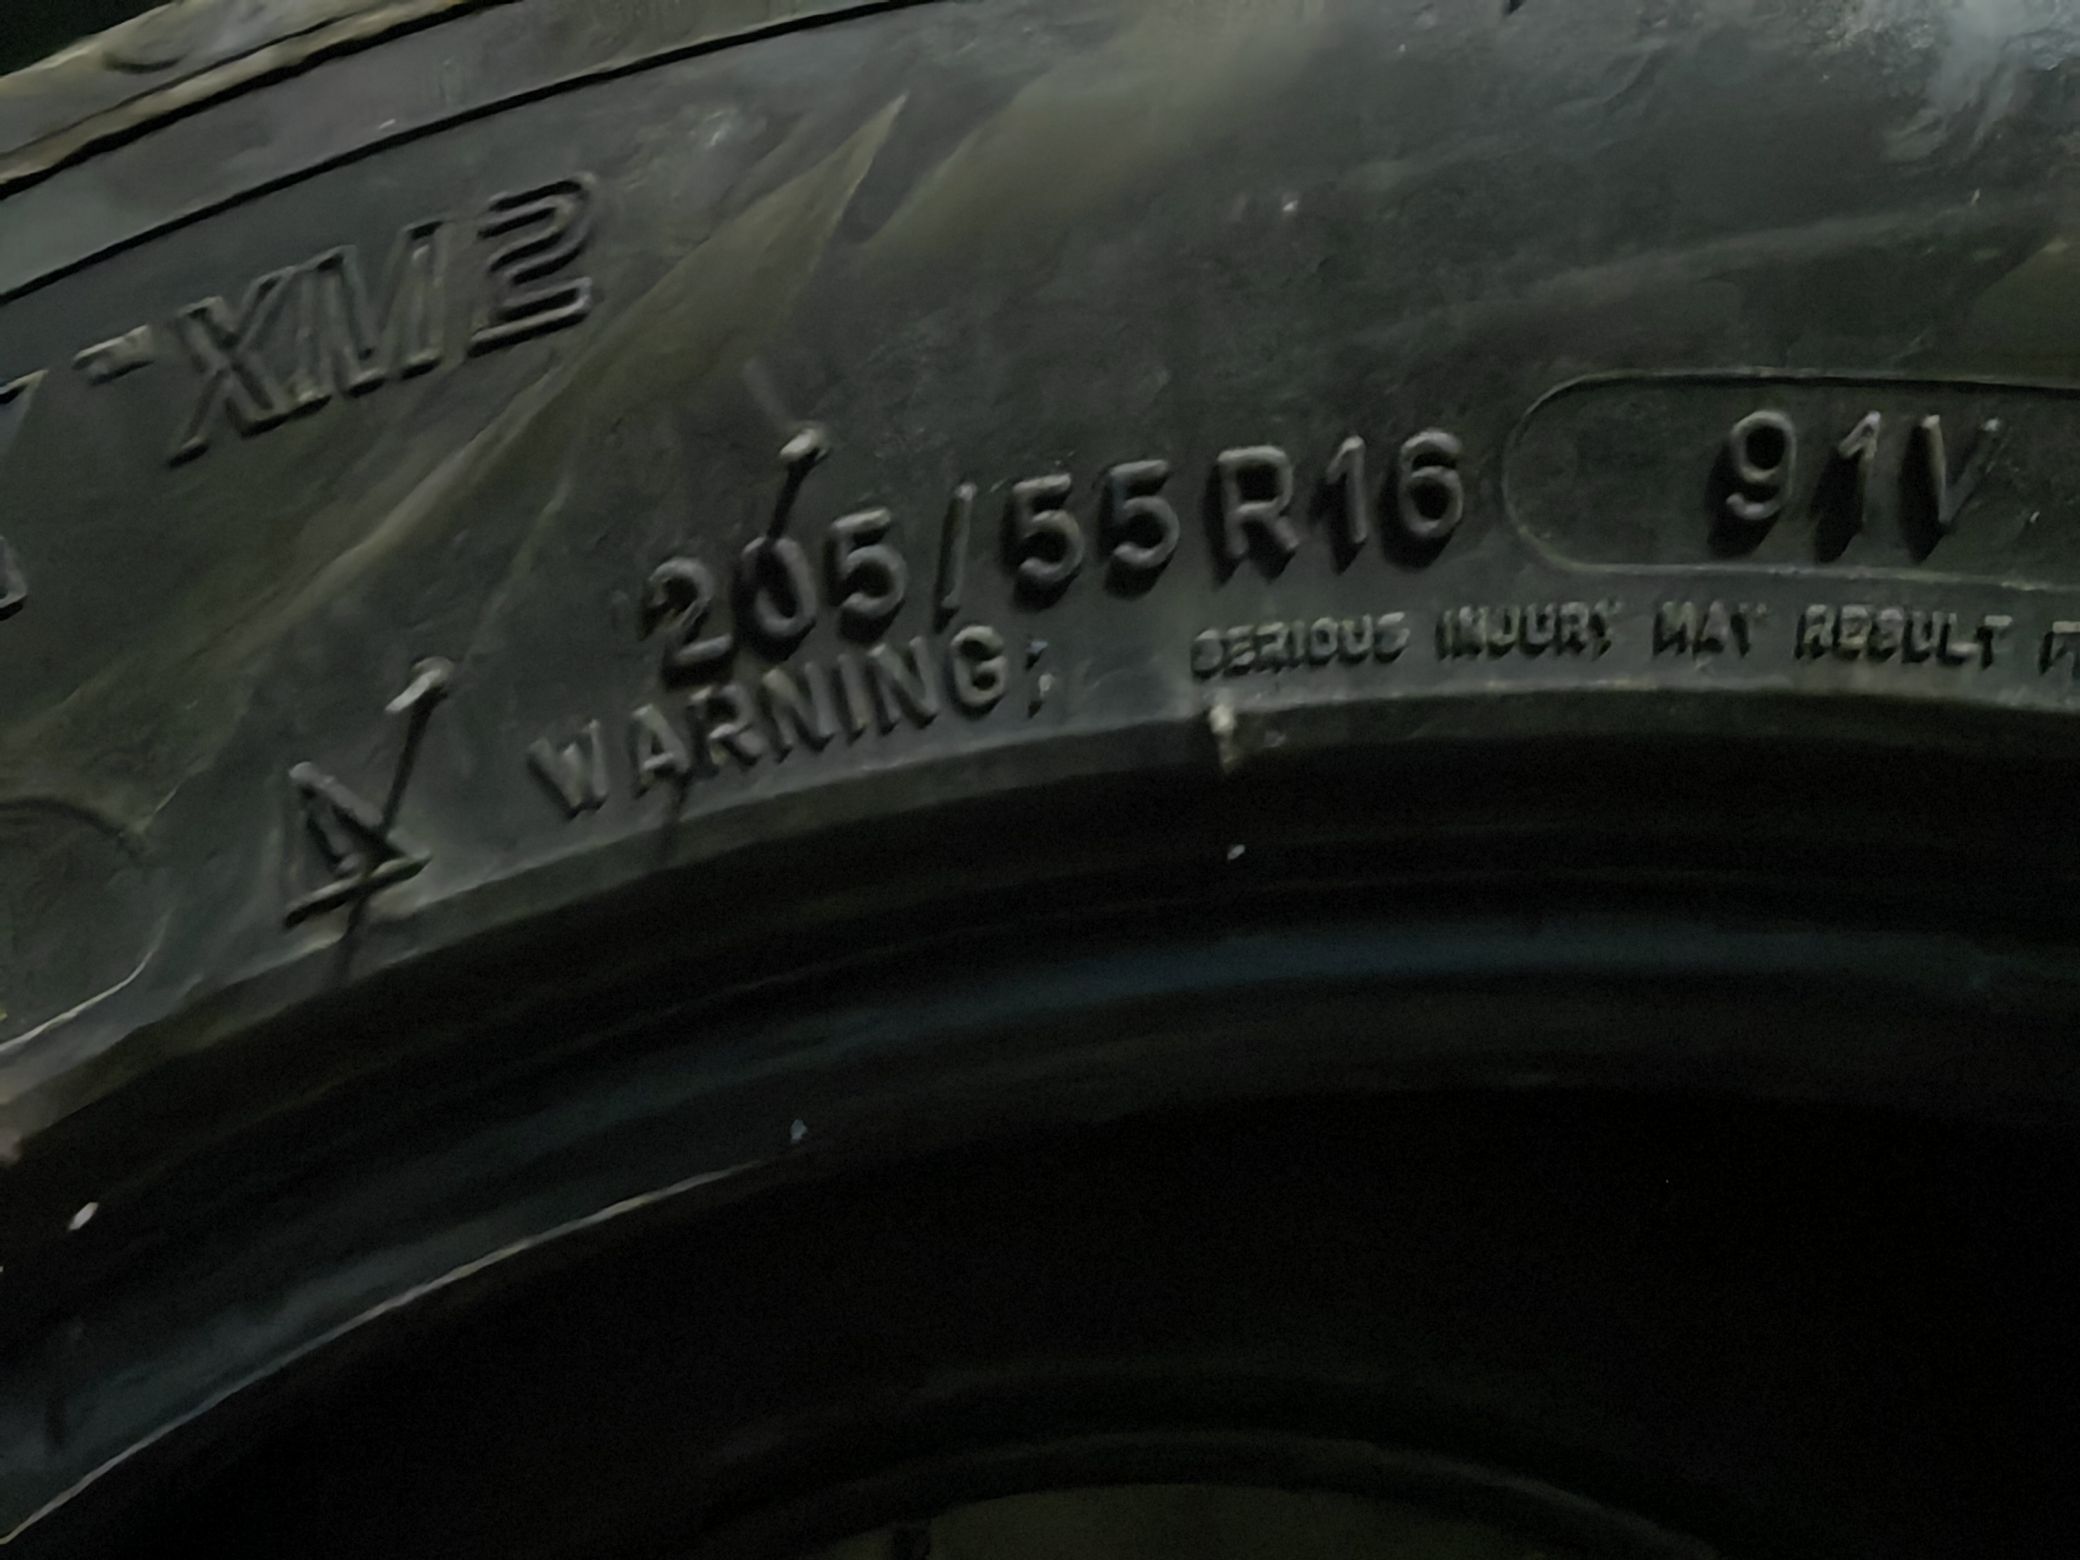 -XM2
205/55R16 91V
WARNING; SERIOUS INJURY MAY RESULT